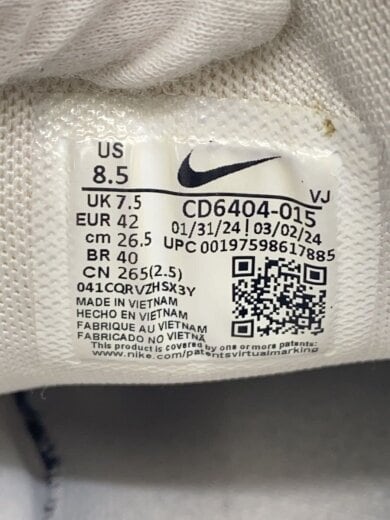 US
8.5
VJ
UK 7.5
CD6404-015
EUR 42
01/31/24 | 03/02/24
cm 26.5
UPC 00197598617885
BR 40
CN 265(2.5)
041CQRVZHSX3Y
MADE IN VIETNAM
HECHO EN VIETNAM
FABRIQUE AU VIETNAM
FABRICADO NO VIETNÃ
This product is covered by one or more patents:
www.nike.com/patentsvirtualmarking